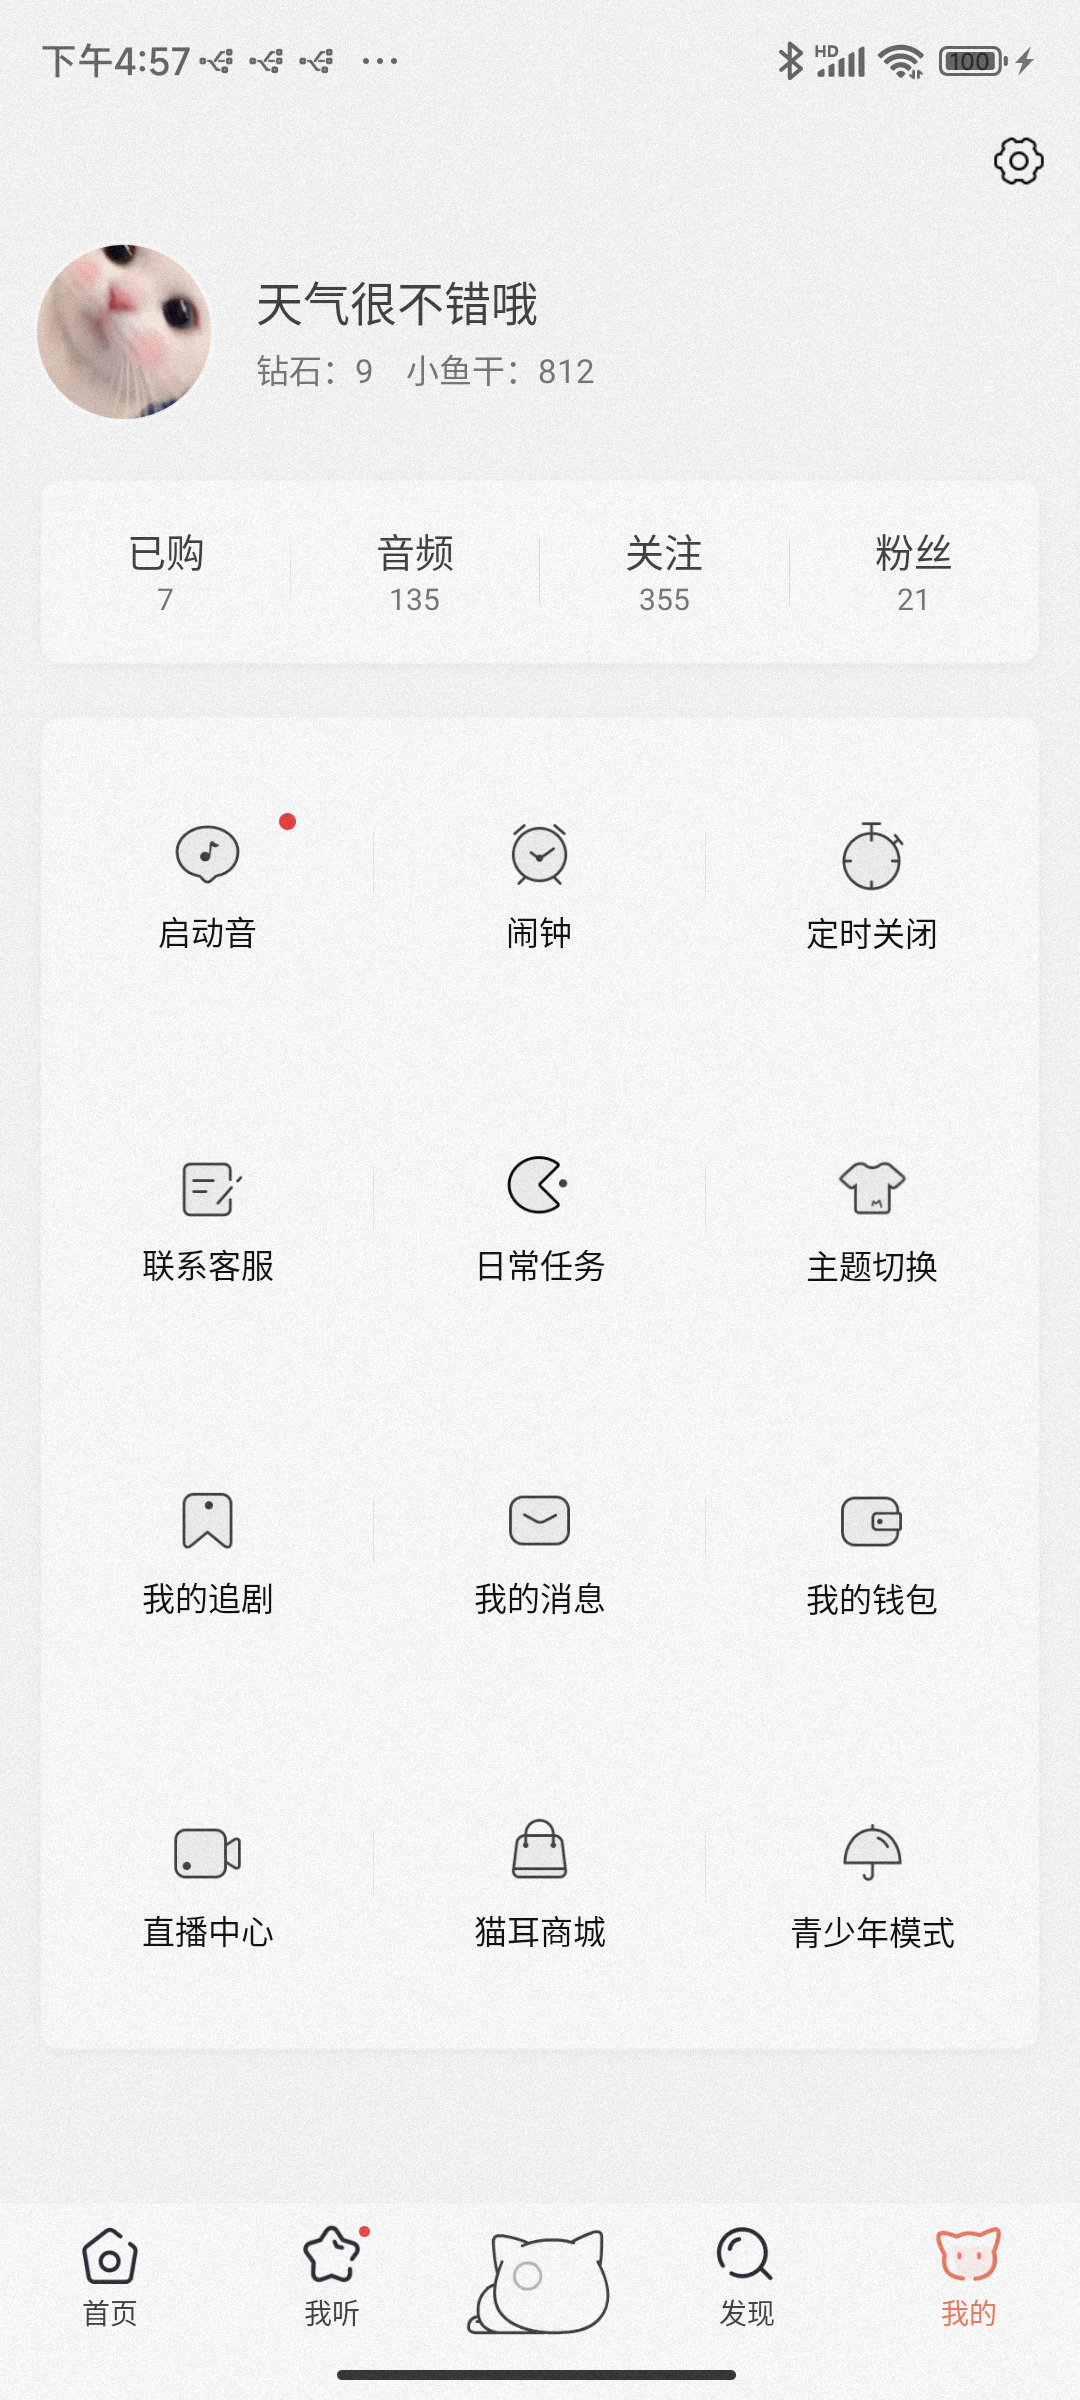 下午4:57 HD 100
天气很不错哦
钻石：9 小鱼干：812
已购 音频 关注 粉丝
7 135 355 21
启动音 闹钟 定时关闭
联系客服 日常任务 主题切换
我的追剧 我的消息 我的钱包
直播中心 猫耳商城 青少年模式
首页 我听 发现 我的